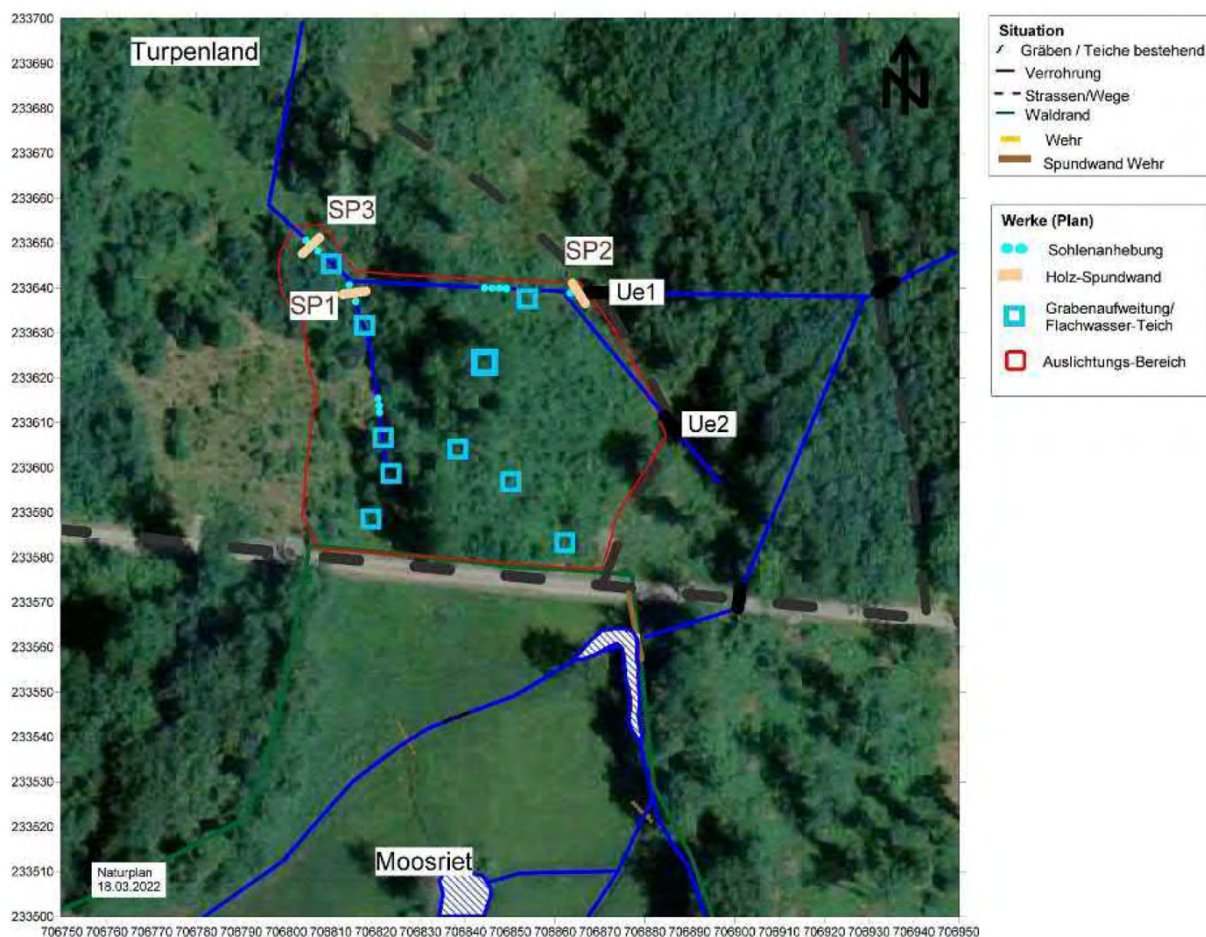 233700
233690
233680
233670
233660
233650
233640
233630
233620
233610
233600
233590
233580
233570
233560
233550
233540
233530
233520
233510
233500
Turpenland
N
SP3
SP2
SP1
Ue1
Ue2
Moosriet
Naturplan
18.03.2022
706750 706760 706770 706780 706790 706800 706810 706820 706830 706840 706850 706860 706870 706880 706890 706900 706910 706920 706930 706940 706950
Situation
Gräben / Teiche bestehend
Verrohrung
Strassen/Wege
Waldrand
Wehr
Spundwand Wehr
Werke (Plan)
Sohlenanhebung
Holz-Spundwand
Grabenaufweitung/
Flachwasser-Teich
Auslichtungs-Bereich